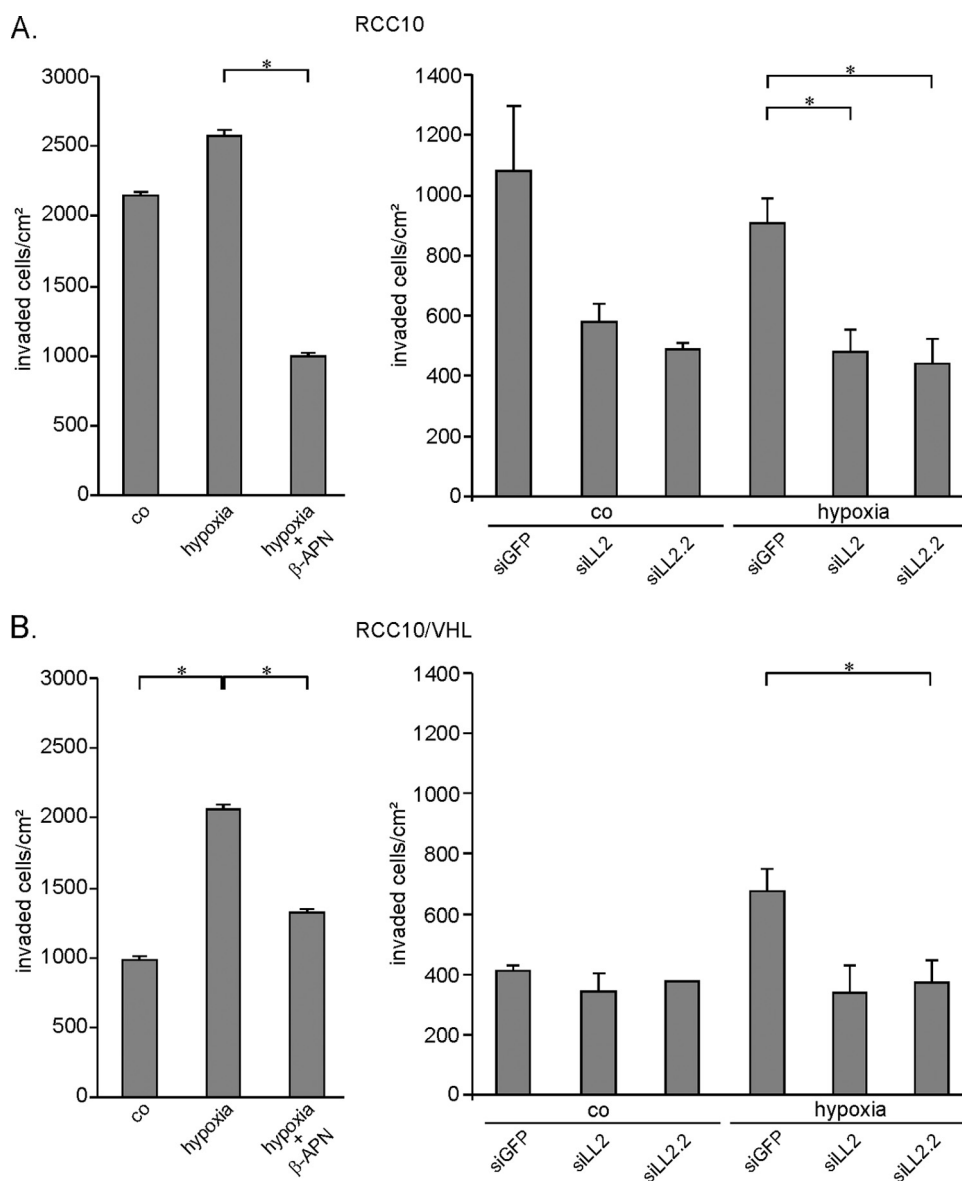 A.
RCC10
3000
2500
2000
1500
1000
500
0
invaded cells/cm²
*
co
hypoxia
hypoxia
+
β-APN
1400
1200
1000
800
600
400
200
0
invaded cells/cm²
*
*
co
hypoxia
siGFP
siLL2
siLL2.2
siGFP
siLL2
siLL2.2
B.
RCC10/VHL
3000
2500
2000
1500
1000
500
0
invaded cells/cm²
*
*
co
hypoxia
hypoxia
+
β-APN
1400
1200
1000
800
600
400
200
0
invaded cells/cm²
*
co
hypoxia
siGFP
siLL2
siLL2.2
siGFP
siLL2
siLL2.2